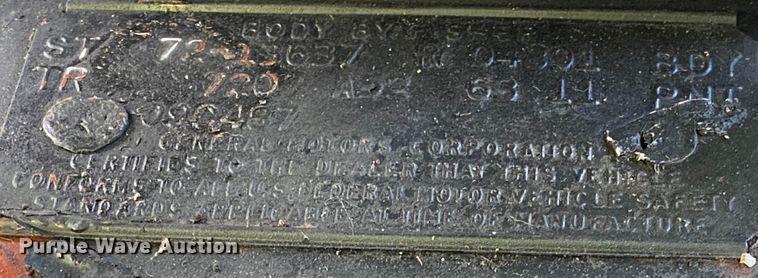 BODY BY FISHER
ST 72 13637 R 04301 BDY
TR 720 A52 63 11 PNT
090467
GENERAL MOTORS CORPORATION
CERTIFIES TO THE DEALER THAT THIS VEHICLE
CONFORMS TO ALL U.S. FEDERAL MOTOR VEHICLE SAFETY
STANDARDS APPLICABLE AT TIME OF MANUFACTURE
Purple Wave Auction